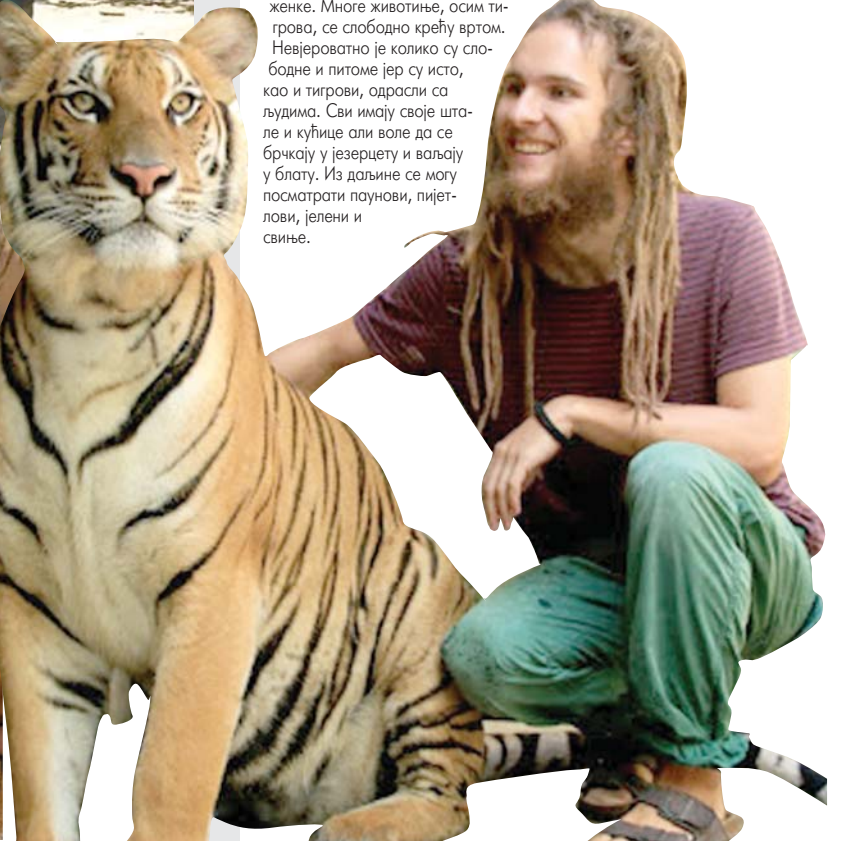 женке. Многе животиње, осим ти-
грова, се слободно крећу вртом.
Невјероватно је колико су сло-
бодне и питоме јер су исто,
као и тигрови, одрасли са
људима. Сви имају своје шта-
ле и кућице али воле да се
брчкају у језерцету и ваљају
у блату. Из даљине се могу
посматрати паунови, пијет-
лови, јелени и
свиње.